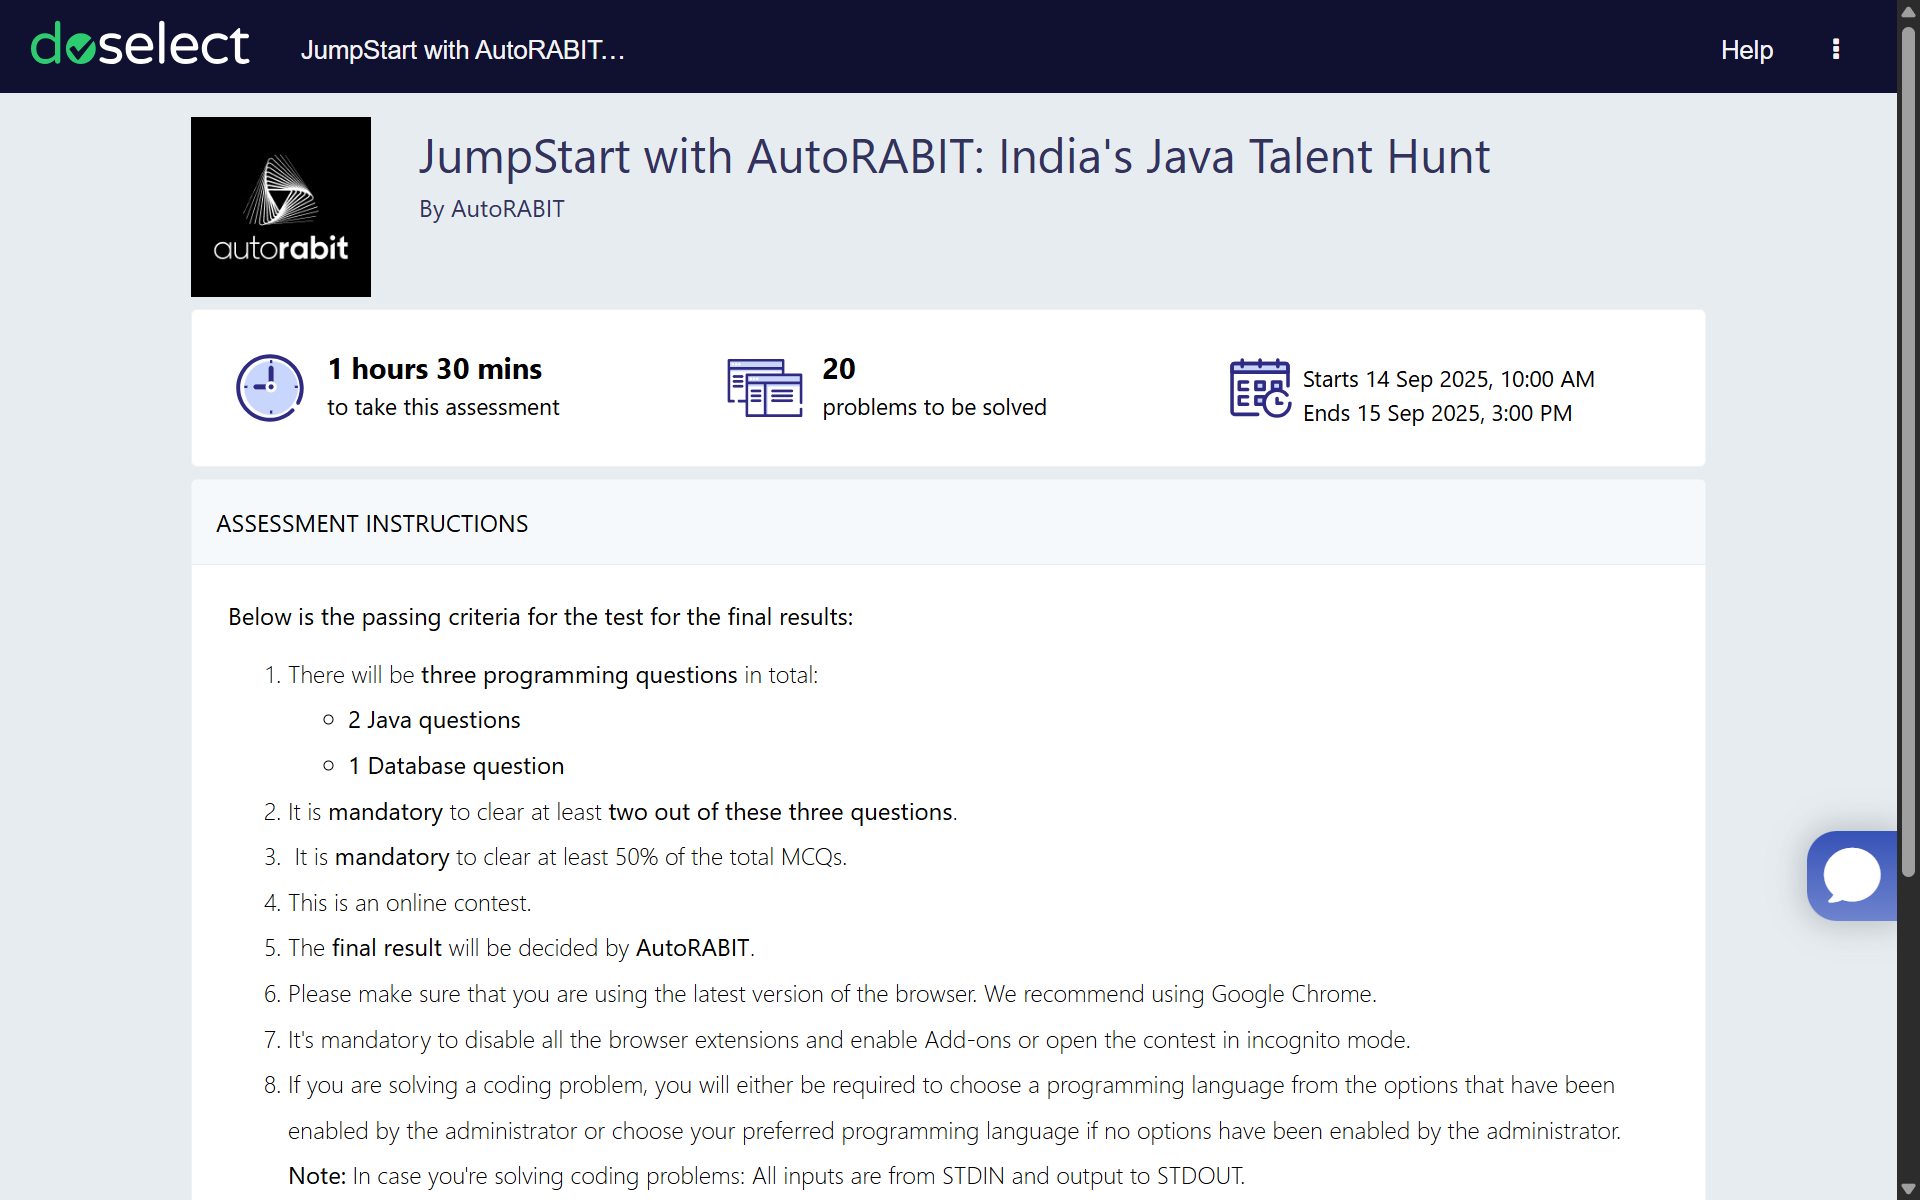 doselect JumpStart with AutoRABIT... Help
autorabit
JumpStart with AutoRABIT: India's Java Talent Hunt
By AutoRABIT
1 hours 30 mins
to take this assessment
20
problems to be solved
Starts 14 Sep 2025, 10:00 AM
Ends 15 Sep 2025, 3:00 PM
ASSESSMENT INSTRUCTIONS
Below is the passing criteria for the test for the final results:
1. There will be three programming questions in total:
2 Java questions
1 Database question
2. It is mandatory to clear at least two out of these three questions.
3. It is mandatory to clear at least 50% of the total MCQs.
4. This is an online contest.
5. The final result will be decided by AutoRABIT.
6. Please make sure that you are using the latest version of the browser. We recommend using Google Chrome.
7. It's mandatory to disable all the browser extensions and enable Add-ons or open the contest in incognito mode.
8. If you are solving a coding problem, you will either be required to choose a programming language from the options that have been
enabled by the administrator or choose your preferred programming language if no options have been enabled by the administrator.
Note: In case you're solving coding problems: All inputs are from STDIN and output to STDOUT.